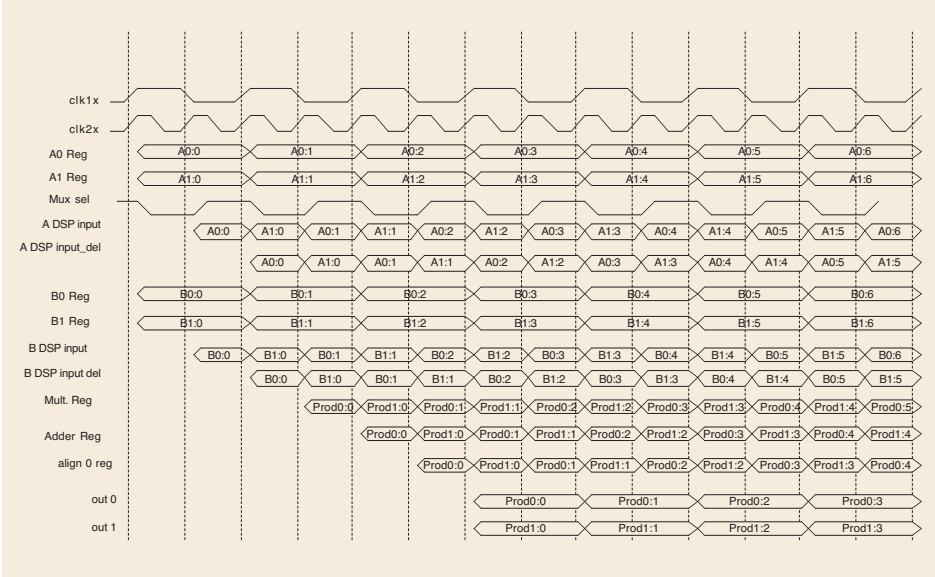 clk1x
clk2x
A0 Reg A0:0 A0:1 A0:2 A0:3 A0:4 A0:5 A0:6
A1 Reg A1:0 A1:1 A1:2 A1:3 A1:4 A1:5 A1:6
Mux sel
A DSP input A0:0 A1:0 A0:1 A1:1 A0:2 A1:2 A0:3 A1:3 A0:4 A1:4 A0:5 A1:5 A0:6
A DSP input_del A0:0 A1:0 A0:1 A1:1 A0:2 A1:2 A0:3 A1:3 A0:4 A1:4 A0:5 A1:5
B0 Reg B0:0 B0:1 B0:2 B0:3 B0:4 B0:5 B0:6
B1 Reg B1:0 B1:1 B1:2 B1:3 B1:4 B1:5 B1:6
B DSP input B0:0 B1:0 B0:1 B1:1 B0:2 B1:2 B0:3 B1:3 B0:4 B1:4 B0:5 B1:5 B0:6
B DSP input del B0:0 B1:0 B0:1 B1:1 B0:2 B1:2 B0:3 B1:3 B0:4 B1:4 B0:5 B1:5
Mult. Reg Prod0:0 Prod1:0 Prod0:1 Prod1:1 Prod0:2 Prod1:2 Prod0:3 Prod1:3 Prod0:4 Prod1:4 Prod0:5
Adder Reg Prod0:0 Prod1:0 Prod0:1 Prod1:1 Prod0:2 Prod1:2 Prod0:3 Prod1:3 Prod0:4 Prod1:4
align 0 reg Prod0:0 Prod1:0 Prod0:1 Prod1:1 Prod0:2 Prod1:2 Prod0:3 Prod1:3 Prod0:4
out 0 Prod0:0 Prod0:1 Prod0:2 Prod0:3
out 1 Prod1:0 Prod1:1 Prod1:2 Prod1:3